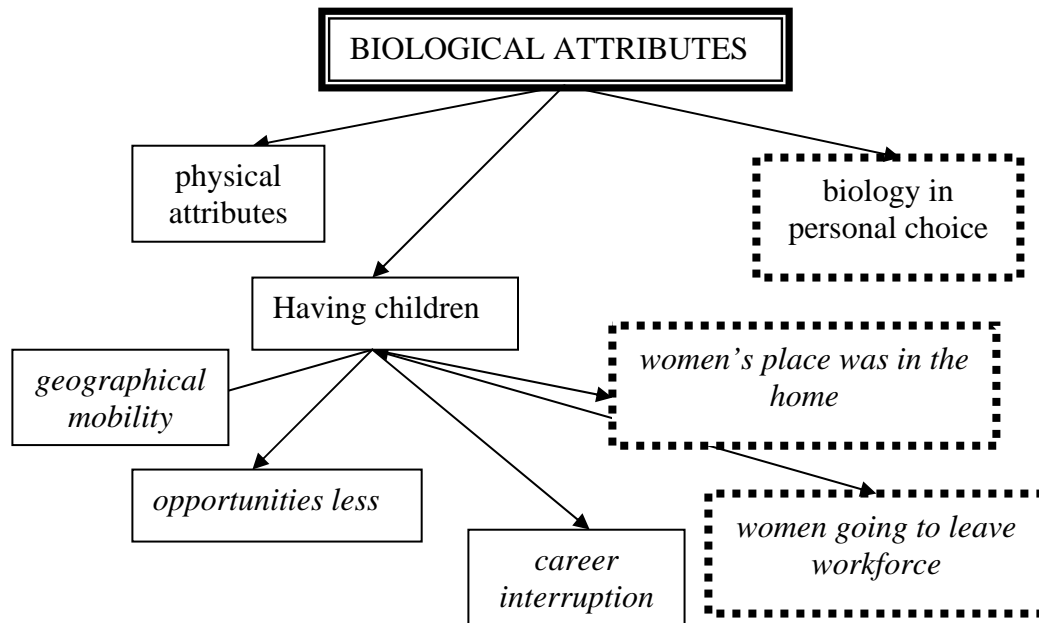 BIOLOGICAL ATTRIBUTES
physical
attributes
biology in
personal choice
Having children
geographical
mobility
women’s place was in the
home
opportunities less
career
interruption
women going to leave
workforce